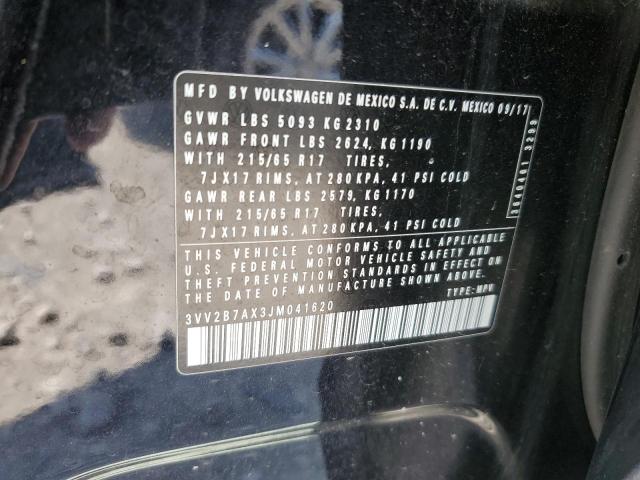 MFD BY VOLKSWAGEN DE MEXICO S.A. DE C.V. MEXICO 09/17
GVWR LBS 5093 KG 2310
GAWR FRONT LBS 2624, KG 1190
WITH 215/65 R17 TIRES,
7JX17 RIMS, AT 280 KPA, 41 PSI COLD
GAWR REAR LBS 2579, KG 1170
WITH 215/65 R17 TIRES,
7JX17 RIMS, AT 280 KPA, 41 PSI COLD
THIS VEHICLE CONFORMS TO ALL APPLICABLE
U.S. FEDERAL MOTOR VEHICLE SAFETY AND
THEFT PREVENTION STANDARDS IN EFFECT ON
THE DATE OF MANUFACTURE SHOWN ABOVE.
TYPE: MPV
3VV2B7AX3JM041620